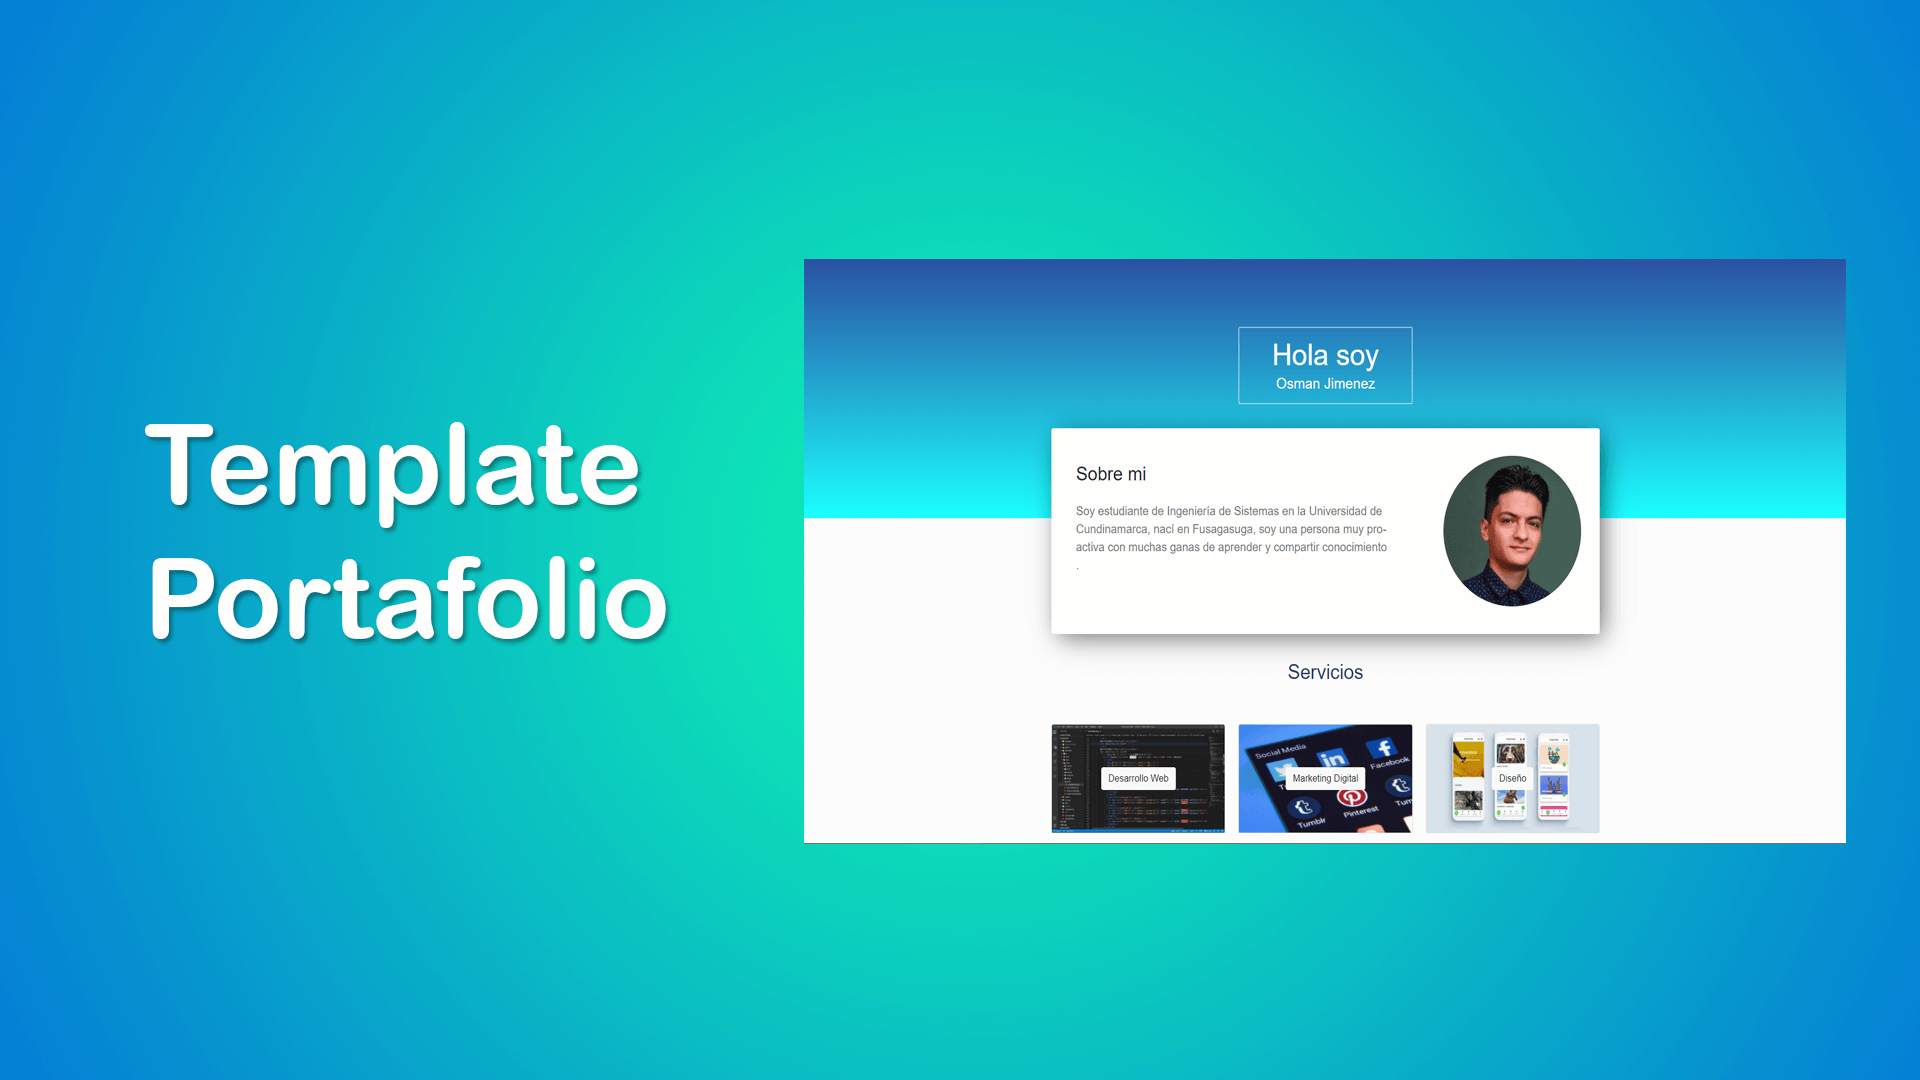 Template
Portafolio
Hola soy
Osman Jimenez
Sobre mi
Soy estudiante de Ingeniería de Sistemas en la Universidad de
Cundinamarca, nací en Fusagasuga, soy una persona muy pro-
activa con muchas ganas de aprender y compartir conocimiento
.
Servicios
Desarrollo Web
Social Media
Facebook
Marketing Digital
Tumblr
Pinterest
Diseño